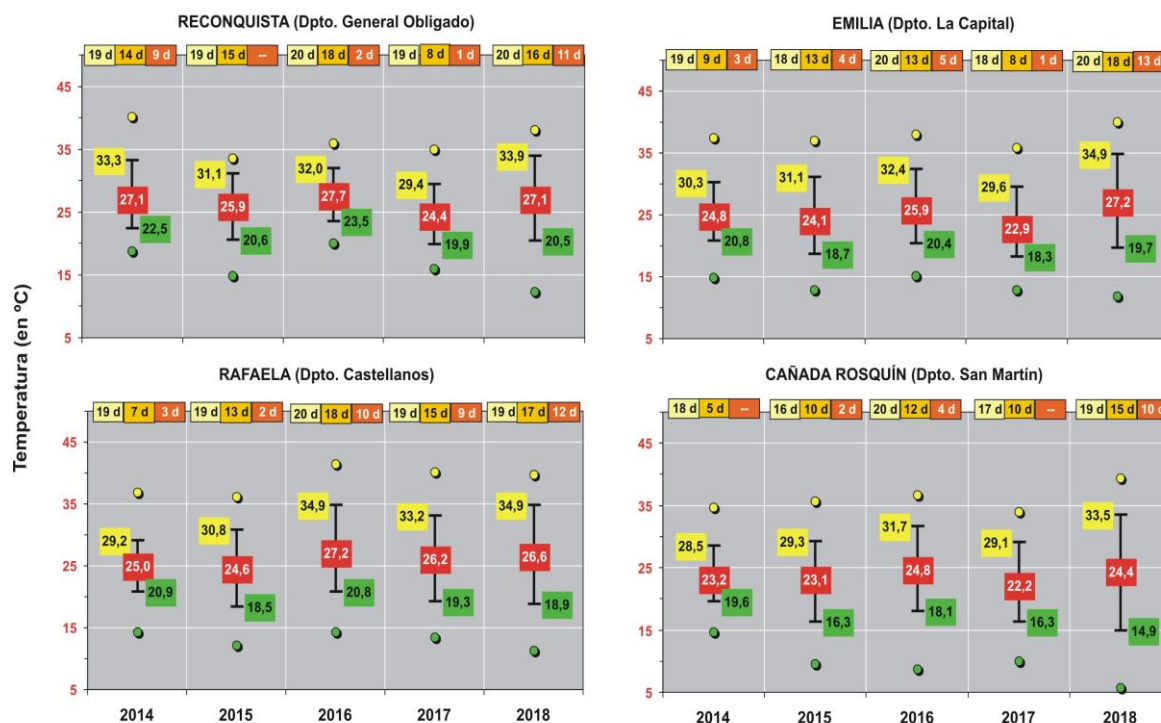 Temperatura (en ºC)
RECONQUISTA (Dpto. General Obligado)
19 d 14 d 9 d 19 d 15 d -- 20 d 18 d 2 d 19 d 8 d 1 d 20 d 16 d 11 d
45
35
25
15
5
33,3 27,1 22,5
31,1 25,9 20,6
32,0 27,7 23,5
29,4 24,4 19,9
33,9 27,1 20,5
EMILIA (Dpto. La Capital)
19 d 9 d 3 d 18 d 13 d 4 d 20 d 13 d 5 d 18 d 8 d 1 d 20 d 18 d 13 d
45
35
25
15
5
30,3 24,8 20,8
31,1 24,1 18,7
32,4 25,9 20,4
29,6 22,9 18,3
34,9 27,2 19,7
RAFAELA (Dpto. Castellanos)
19 d 7 d 3 d 19 d 13 d 2 d 20 d 18 d 10 d 19 d 15 d 9 d 19 d 17 d 12 d
45
35
25
15
5
29,2 25,0 20,9
30,8 24,6 18,5
34,9 27,2 20,8
33,2 26,2 19,3
34,9 26,6 18,9
2014 2015 2016 2017 2018
CAÑADA ROSQUÍN (Dpto. San Martín)
18 d 5 d -- 16 d 10 d 2 d 20 d 12 d 4 d 17 d 10 d -- 19 d 15 d 10 d
45
35
25
15
5
28,5 23,2 19,6
29,3 23,1 16,3
31,7 24,8 18,1
29,1 22,2 16,3
33,5 24,4 14,9
2014 2015 2016 2017 2018